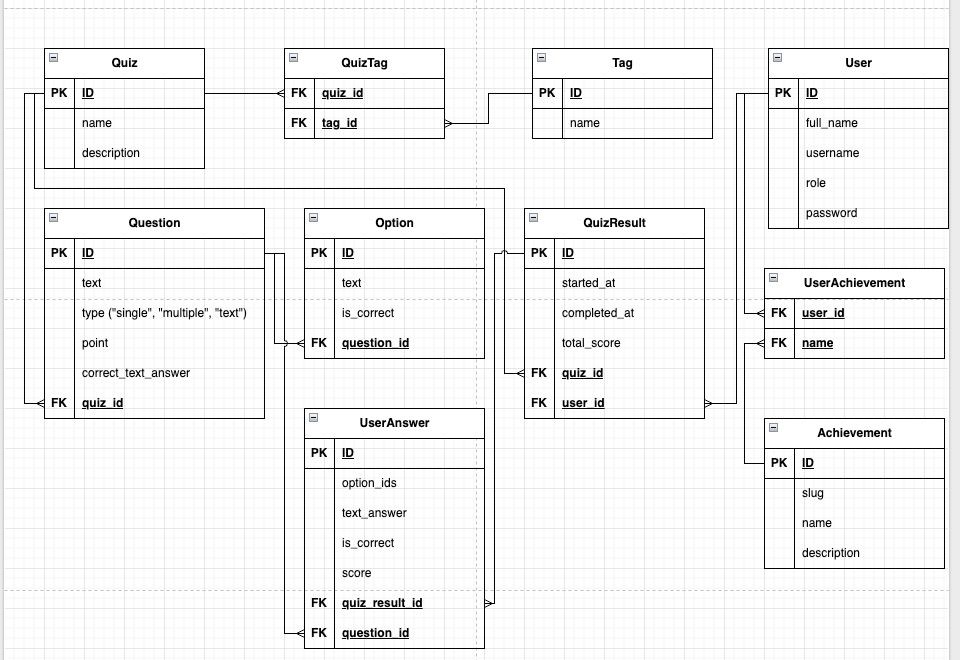 Quiz
PK ID
name
description
QuizTag
FK quiz_id
FK tag_id
Tag
PK ID
name
User
PK ID
full_name
username
role
password
Question
PK ID
text
type ("single", "multiple", "text")
point
correct_text_answer
FK quiz_id
Option
PK ID
text
is_correct
FK question_id
QuizResult
PK ID
started_at
completed_at
total_score
FK quiz_id
FK user_id
UserAchievement
FK user_id
FK name
UserAnswer
PK ID
option_ids
text_answer
is_correct
score
FK quiz_result_id
FK question_id
Achievement
PK ID
slug
name
description